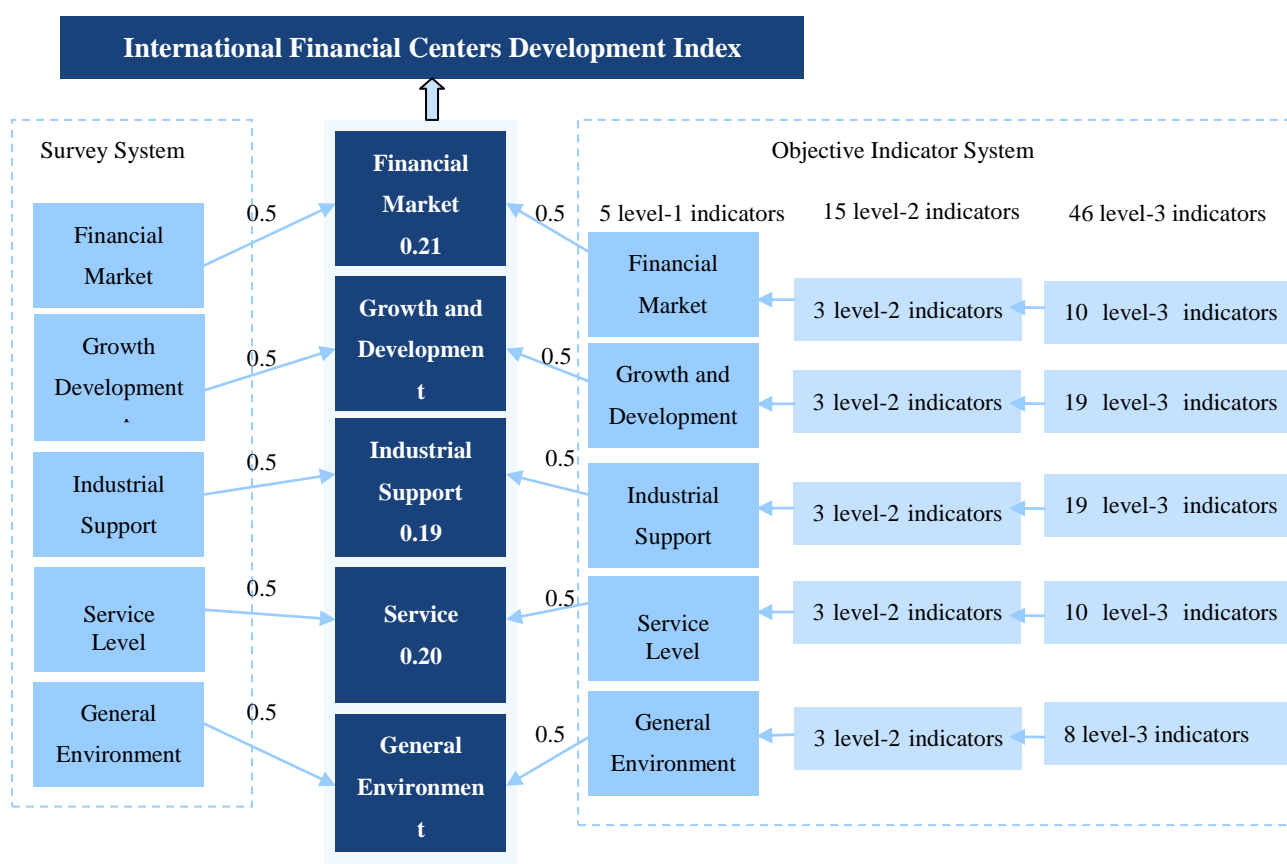 International Financial Centers Development Index
Survey System
Financial
Market
Growth
Development
Industrial
Support
Service
Level
General
Environment
0.5
0.5
0.5
0.5
0.5
Financial
Market
0.21
Growth and
Developmen
t
Industrial
Support
0.19
Service
0.20
General
Environmen
t
0.5
0.5
0.5
0.5
0.5
Objective Indicator System
5 level-1 indicators
15 level-2 indicators
46 level-3 indicators
Financial
Market
3 level-2 indicators
10 level-3 indicators
Growth and
Development
3 level-2 indicators
19 level-3 indicators
Industrial
Support
3 level-2 indicators
19 level-3 indicators
Service
Level
3 level-2 indicators
10 level-3 indicators
General
Environment
3 level-2 indicators
8 level-3 indicators